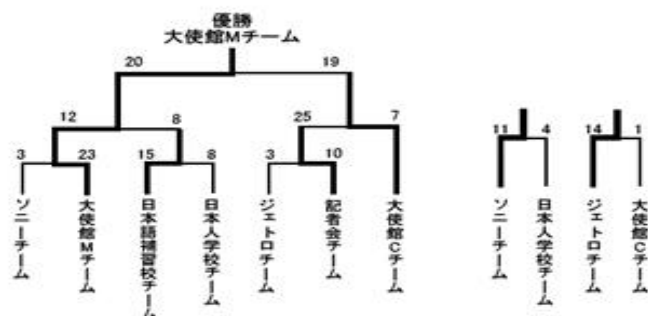 優勝
大使館Mチーム
20
19
12
8
25
7
3
23
15
8
3
10
ソニーチーム
大使館Mチーム
日本語補習校チーム
日本人学校チーム
ジェトロチーム
記者会チーム
大使館Cチーム
11
4
14
1
ソニーチーム
日本人学校チーム
ジェトロチーム
大使館Cチーム